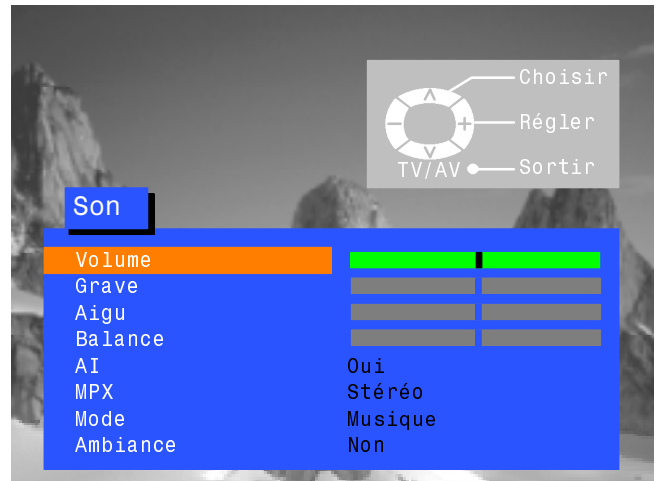 Choisir
Régler
TV/AV Sortir
Son
Volume
Grave
Aigu
Balance
AI Oui
MPX Stéréo
Mode Musique
Ambiance Non